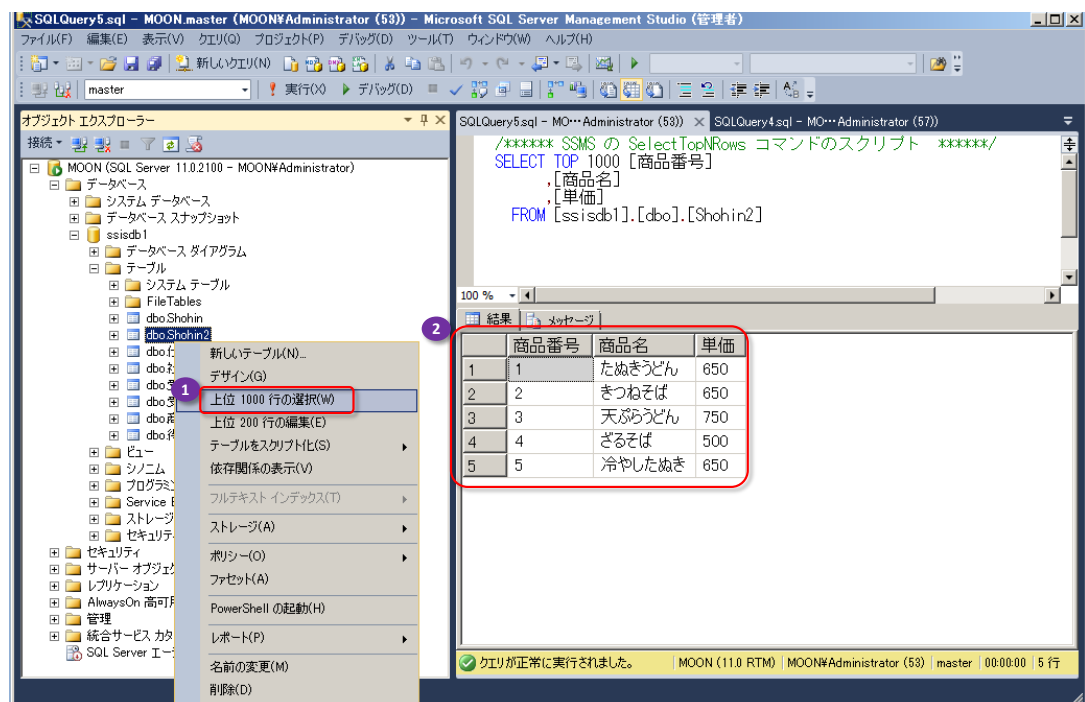 SQLQuery5.sql - MOON.master (MOON¥Administrator (53)) - Microsoft SQL Server Management Studio (管理者)
ファイル(F) 編集(E) 表示(V) クエリ(Q) プロジェクト(P) デバッグ(D) ツール(T) ウィンドウ(W) ヘルプ(H)
新しいクエリ(N)
master
実行(X)
デバッグ(D)
オブジェクト エクスプローラー
接続
MOON (SQL Server 11.0.2100 - MOON¥Administrator)
データベース
システム データベース
データベース スナップショット
ssisdb1
データベース ダイアグラム
テーブル
システム テーブル
FileTables
dbo.Shohin
dbo.Shohin2
dbo
dbo
dbo
dbo
dbo
dbo
ビュー
シノニム
プログラミ
Service
ストレージ
セキュリテ
セキュリティ
サーバー オブジェク
レプリケーション
AlwaysOn 高可
管理
統合サービス カタ
SQL Server エー
1
新しいテーブル(N)...
デザイン(G)
上位 1000 行の選択(W)
上位 200 行の編集(E)
テーブルをスクリプト化(S)
依存関係の表示(V)
フルテキスト インデックス(T)
ストレージ(A)
ポリシー(O)
ファセット(A)
PowerShell の起動(H)
レポート(P)
名前の変更(M)
削除(D)
SQLQuery5.sql - MO...Administrator (53)) SQLQuery4.sql - MO...Administrator (57))
/****** SSMS の SelectTopNRows コマンドのスクリプト ******/
SELECT TOP 1000 [商品番号]
,[商品名]
,[単価]
FROM [ssisdb1].[dbo].[Shohin2]
100 %
2
結果 メッセージ
商品番号 商品名 単価
1 1 たぬきうどん 650
2 2 きつねそば 650
3 3 天ぷらうどん 750
4 4 ざるそば 500
5 5 冷やしたぬき 650
クエリが正常に実行されました。 MOON (11.0 RTM) MOON¥Administrator (53) master 00:00:00 5 行